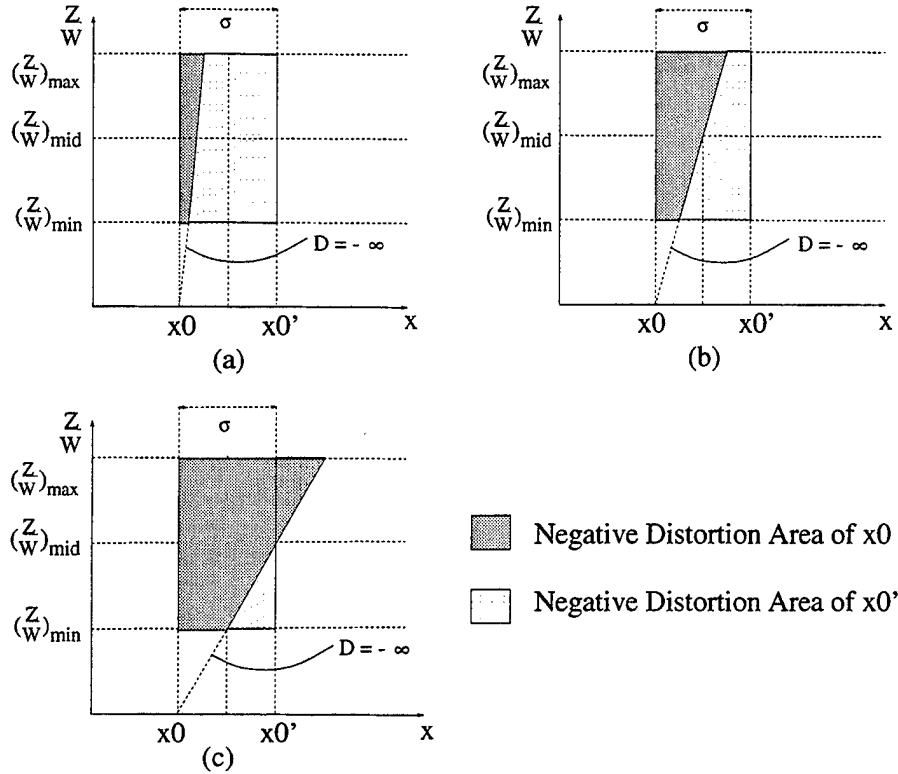 Z
W
σ
(Z/W)max
(Z/W)mid
(Z/W)min
D = - ∞
x0
x0'
x
(a)
Z
W
σ
(Z/W)max
(Z/W)mid
(Z/W)min
D = - ∞
x0
x0'
x
(b)
Z
W
σ
(Z/W)max
(Z/W)mid
(Z/W)min
D = - ∞
x0
x0'
x
(c)
Negative Distortion Area of x0
Negative Distortion Area of x0'